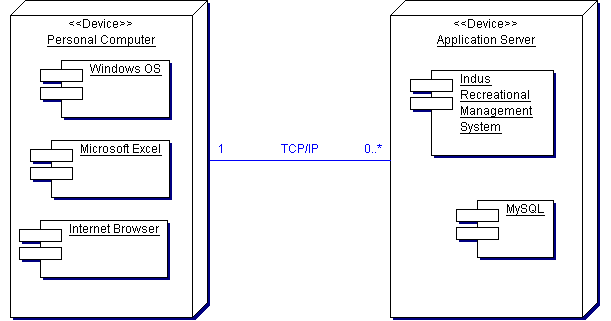 <<Device>>
Personal Computer
Windows OS
Microsoft Excel
Internet Browser
1
TCP/IP
0..*
<<Device>>
Application Server
Indus
Recreational
Management
System
MySQL